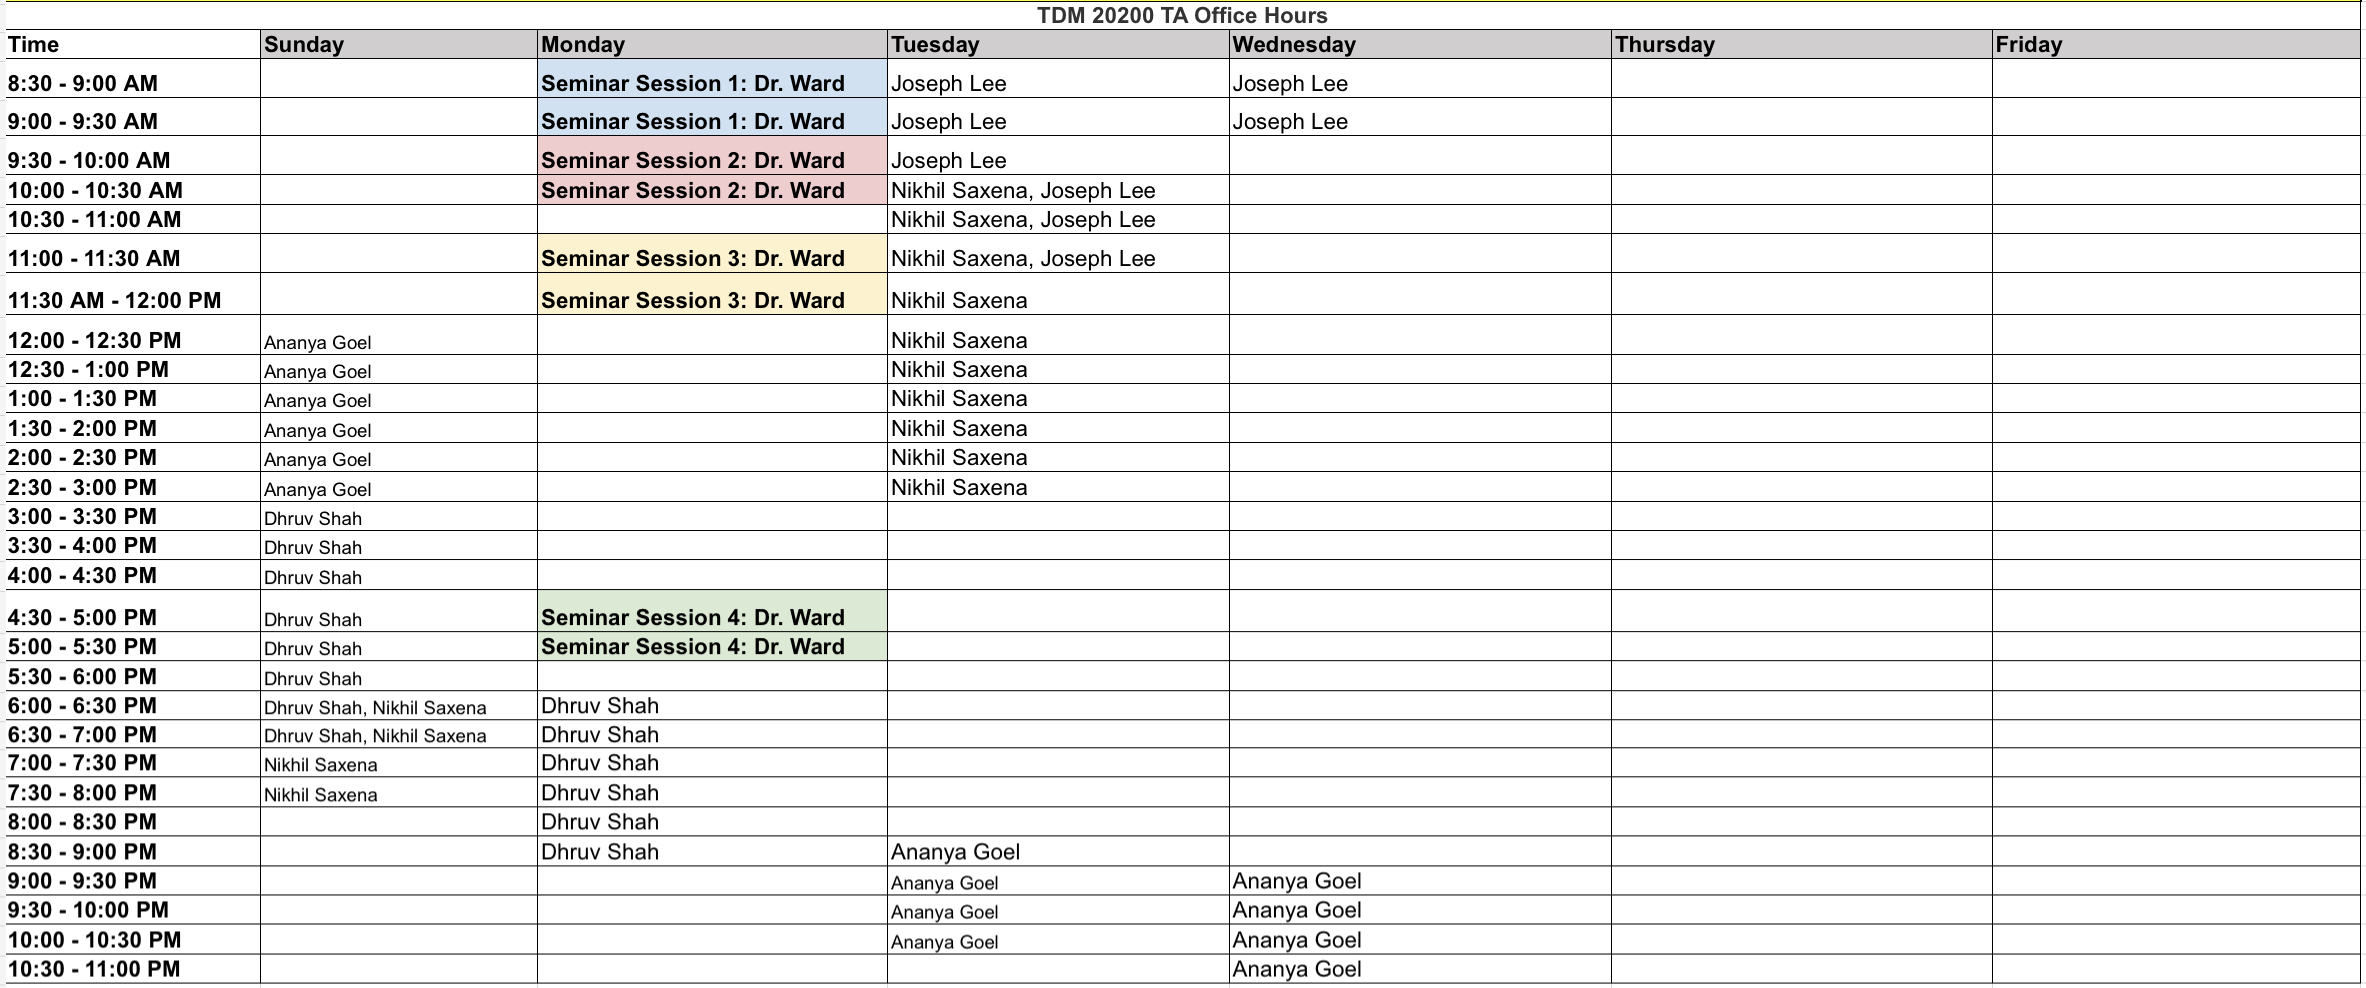 TDM 20200 TA Office Hours
Time Sunday Monday Tuesday Wednesday Thursday Friday
8:30 - 9:00 AM Seminar Session 1: Dr. Ward Joseph Lee Joseph Lee
9:00 - 9:30 AM Seminar Session 1: Dr. Ward Joseph Lee Joseph Lee
9:30 - 10:00 AM Seminar Session 2: Dr. Ward Joseph Lee
10:00 - 10:30 AM Seminar Session 2: Dr. Ward Nikhil Saxena, Joseph Lee
10:30 - 11:00 AM Nikhil Saxena, Joseph Lee
11:00 - 11:30 AM Seminar Session 3: Dr. Ward Nikhil Saxena, Joseph Lee
11:30 AM - 12:00 PM Seminar Session 3: Dr. Ward Nikhil Saxena
12:00 - 12:30 PM Ananya Goel Nikhil Saxena
12:30 - 1:00 PM Ananya Goel Nikhil Saxena
1:00 - 1:30 PM Ananya Goel Nikhil Saxena
1:30 - 2:00 PM Ananya Goel Nikhil Saxena
2:00 - 2:30 PM Ananya Goel Nikhil Saxena
2:30 - 3:00 PM Ananya Goel Nikhil Saxena
3:00 - 3:30 PM Dhruv Shah
3:30 - 4:00 PM Dhruv Shah
4:00 - 4:30 PM Dhruv Shah
4:30 - 5:00 PM Dhruv Shah Seminar Session 4: Dr. Ward
5:00 - 5:30 PM Dhruv Shah Seminar Session 4: Dr. Ward
5:30 - 6:00 PM Dhruv Shah
6:00 - 6:30 PM Dhruv Shah, Nikhil Saxena Dhruv Shah
6:30 - 7:00 PM Dhruv Shah, Nikhil Saxena Dhruv Shah
7:00 - 7:30 PM Nikhil Saxena Dhruv Shah
7:30 - 8:00 PM Nikhil Saxena Dhruv Shah
8:00 - 8:30 PM Dhruv Shah
8:30 - 9:00 PM Dhruv Shah Ananya Goel
9:00 - 9:30 PM Ananya Goel Ananya Goel
9:30 - 10:00 PM Ananya Goel Ananya Goel
10:00 - 10:30 PM Ananya Goel Ananya Goel
10:30 - 11:00 PM Ananya Goel